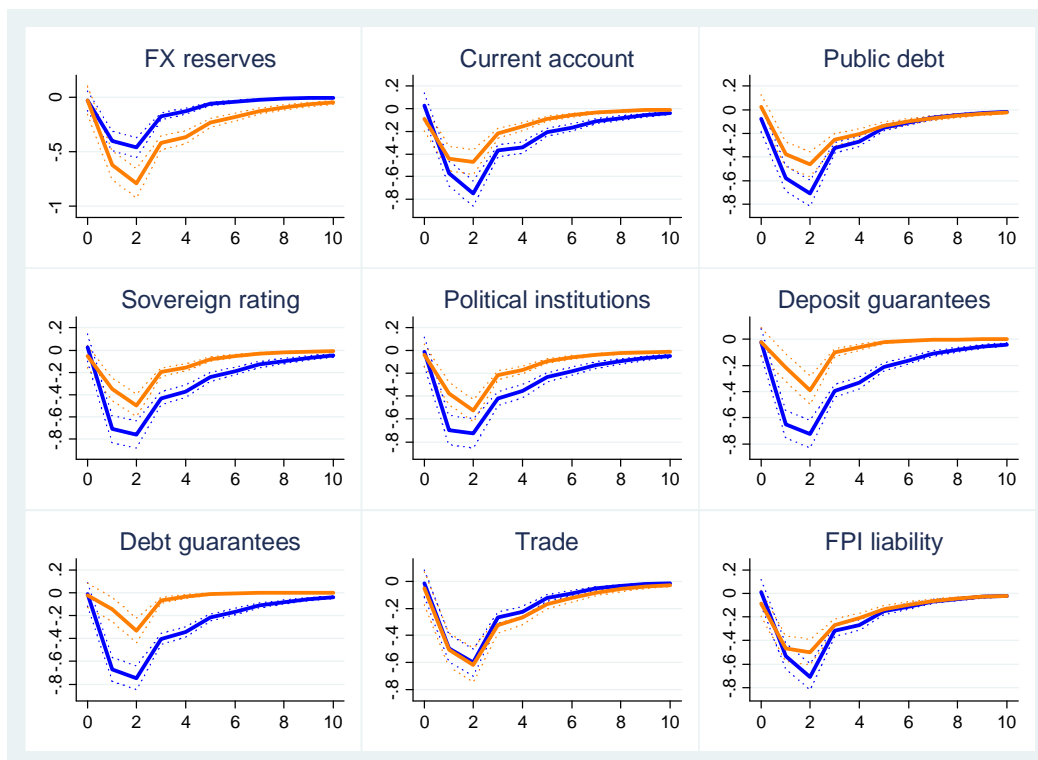 FX reserves
0
-.5
-1
0 2 4 6 8 10
Current account
.2
0
-.2
-.4
-.6
-.8
0 2 4 6 8 10
Public debt
.2
0
-.2
-.4
-.6
-.8
0 2 4 6 8 10
Sovereign rating
.2
0
-.2
-.4
-.6
-.8
0 2 4 6 8 10
Political institutions
.2
0
-.2
-.4
-.6
-.8
0 2 4 6 8 10
Deposit guarantees
0
-.2
-.4
-.6
-.8
0 2 4 6 8 10
Debt guarantees
.2
0
-.2
-.4
-.6
-.8
0 2 4 6 8 10
Trade
0
-.2
-.4
-.6
-.8
0 2 4 6 8 10
FPI liability
.2
0
-.2
-.4
-.6
-.8
0 2 4 6 8 10